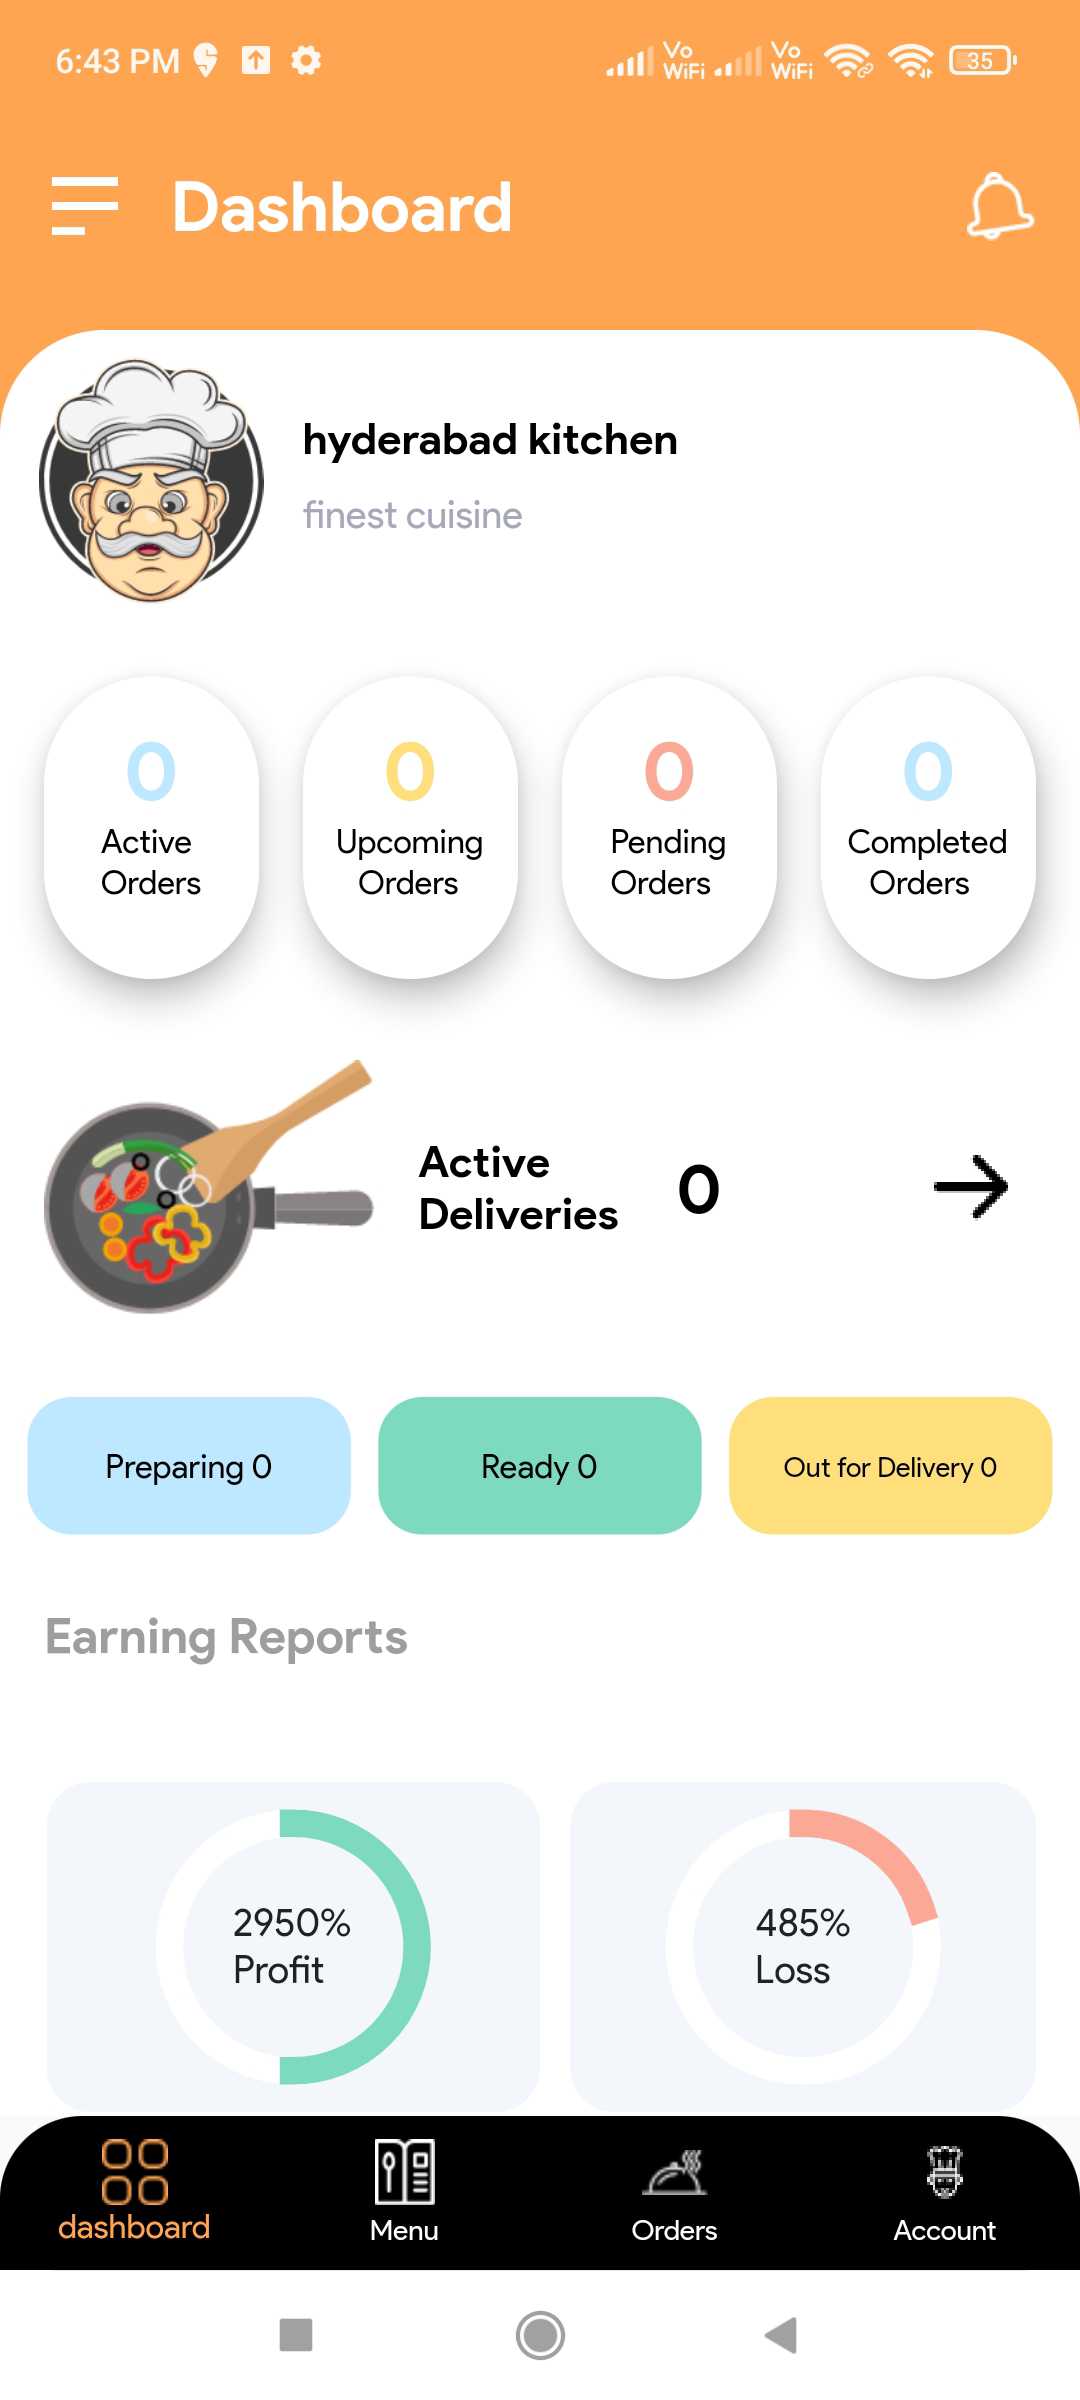 6:43 PM
Vo
WiFi
Vo
WiFi
35
Dashboard
hyderabad kitchen
finest cuisine
0
Active
Orders
0
Upcoming
Orders
0
Pending
Orders
0
Completed
Orders
Active
Deliveries
0
Preparing 0
Ready 0
Out for Delivery 0
Earning Reports
2950%
Profit
485%
Loss
dashboard
Menu
Orders
Account